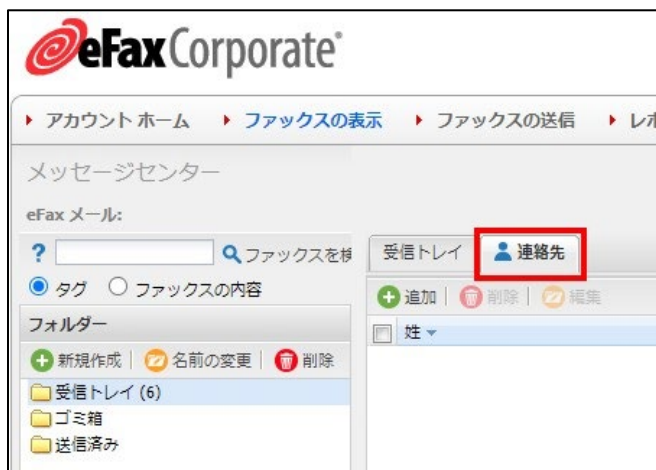 eFax Corporate®
アカウント ホーム ファックスの表示 ファックスの送信
メッセージセンター
eFax メール:
? ファックスを検
タグ ファックスの内容
フォルダー
新規作成 | 名前の変更 | 削除
受信トレイ (6)
ゴミ箱
送信済み
受信トレイ 連絡先
追加 | 削除 | 編集
姓